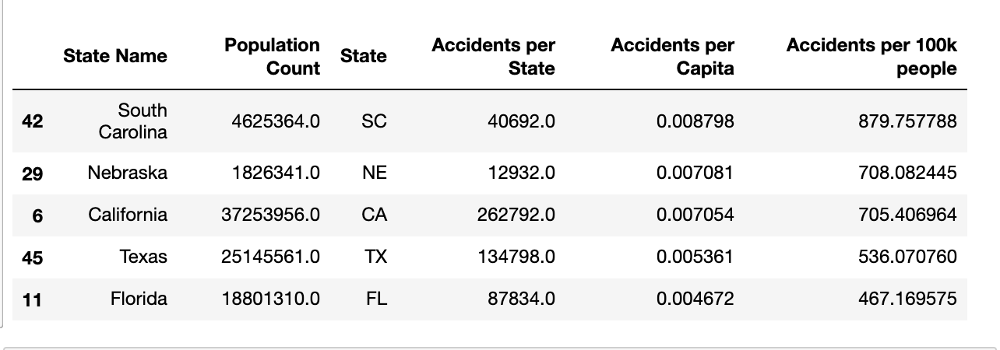 State Name Population Count State Accidents per State Accidents per Capita Accidents per 100k people
42 South Carolina 4625364.0 SC 40692.0 0.008798 879.757788
29 Nebraska 1826341.0 NE 12932.0 0.007081 708.082445
6 California 37253956.0 CA 262792.0 0.007054 705.406964
45 Texas 25145561.0 TX 134798.0 0.005361 536.070760
11 Florida 18801310.0 FL 87834.0 0.004672 467.169575